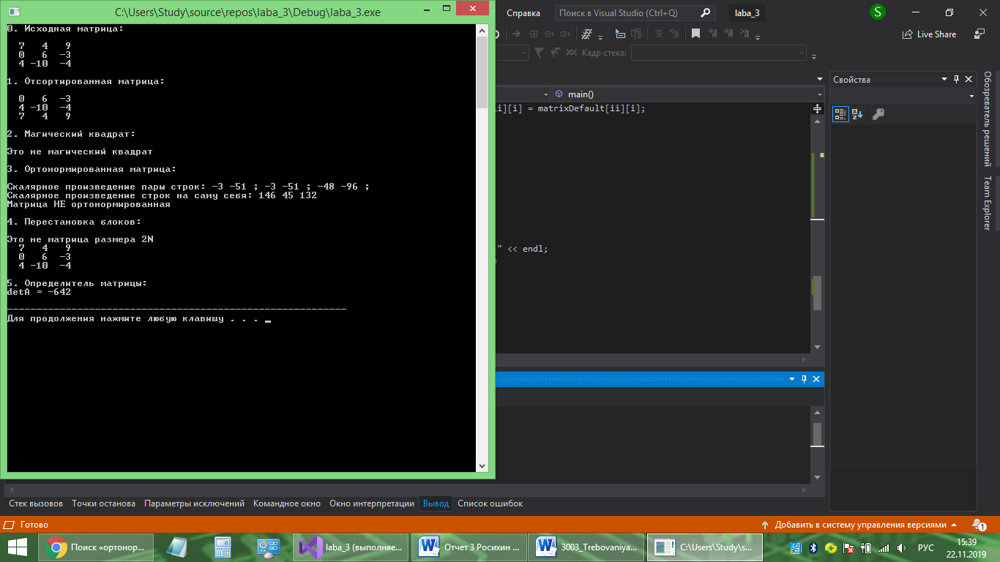 C:\Users\Study\source\repos\laba_3\Debug\laba_3.exe
0. Исходная матрица:
7 4 9
0 6 -3
4 -10 -4
1. Отсортированная матрица:
0 6 -3
4 -10 -4
7 4 9
2. Магический квадрат:
Это не магический квадрат
3. Ортонормированная матрица:
Скалярное произведение пары строк: -3 -51 ; -3 -51 ; -48 -96 ;
Скалярное произведение строк на саму себя: 146 45 132
Матрица НЕ ортонормированная
4. Перестановка блоков:
Это не матрица размера 2N
7 4 9
0 6 -3
4 -10 -4
5. Определитель матрицы:
detA = -642
Для продолжения нажмите любую клавишу . . .
Справка
Поиск в Visual Studio (Ctrl+Q)
laba_3
S
Live Share
Кадр стека:
main()
i][i] = matrixDefault[ii][i];
" << endl;
Свойства
Обозреватель решений
Team Explorer
Стек вызовов Точки останова Параметры исключений Командное окно Окно интерпретации Вывод Список ошибок
Готово
Добавить в систему управления версиями
1
Поиск «ортонор...
laba_3 (выполняе...
Отчет 3 Росихин ...
3003_Trebovaniya...
C:\Users\Study\s...
РУС
15:39
22.11.2019